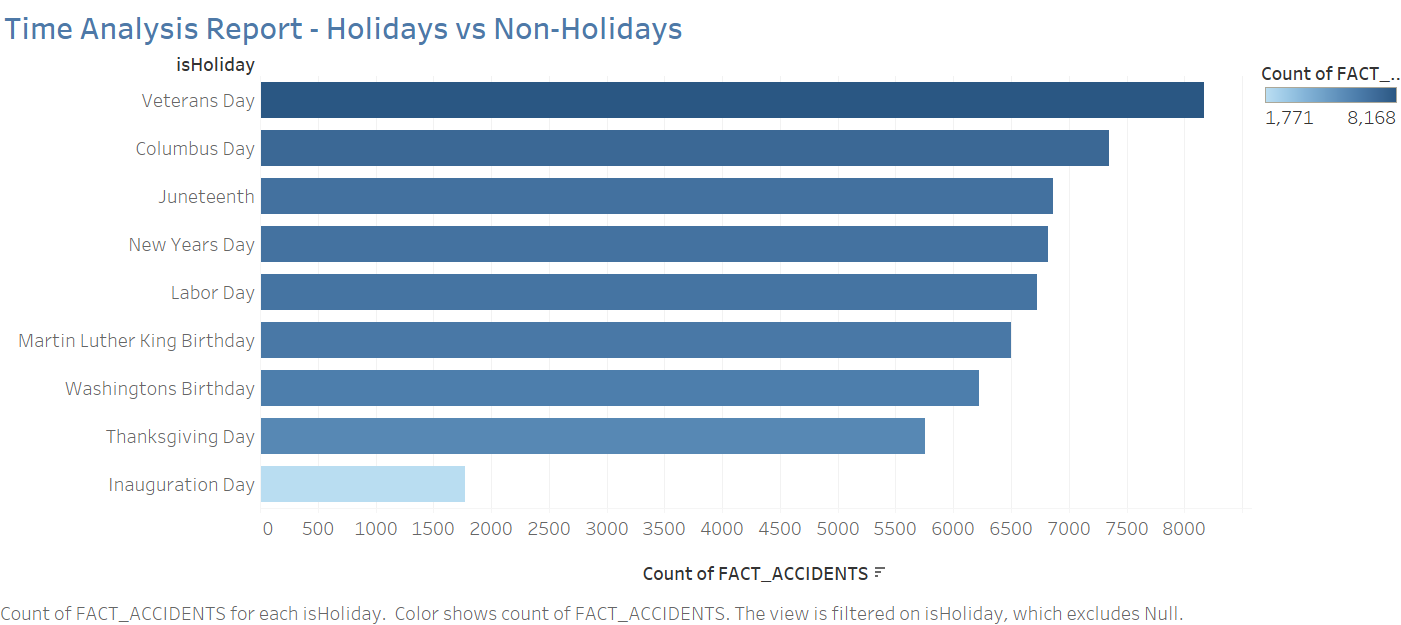 Time Analysis Report - Holidays vs Non-Holidays
isHoliday
Veterans Day
Columbus Day
Juneteenth
New Years Day
Labor Day
Martin Luther King Birthday
Washingtons Birthday
Thanksgiving Day
Inauguration Day
0 500 1000 1500 2000 2500 3000 3500 4000 4500 5000 5500 6000 6500 7000 7500 8000
Count of FACT_ACCIDENTS
Count of FACT_..
1,771 8,168
Count of FACT_ACCIDENTS for each isHoliday.  Color shows count of FACT_ACCIDENTS. The view is filtered on isHoliday, which excludes Null.